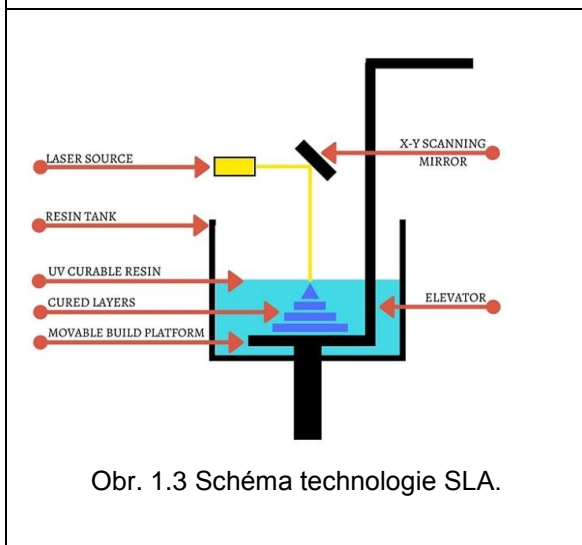 LASER SOURCE
X-Y SCANNING
MIRROR
RESIN TANK
UV CURABLE RESIN
CURED LAYERS
ELEVATOR
MOVABLE BUILD PLATFORM
Obr. 1.3 Schéma technologie SLA.